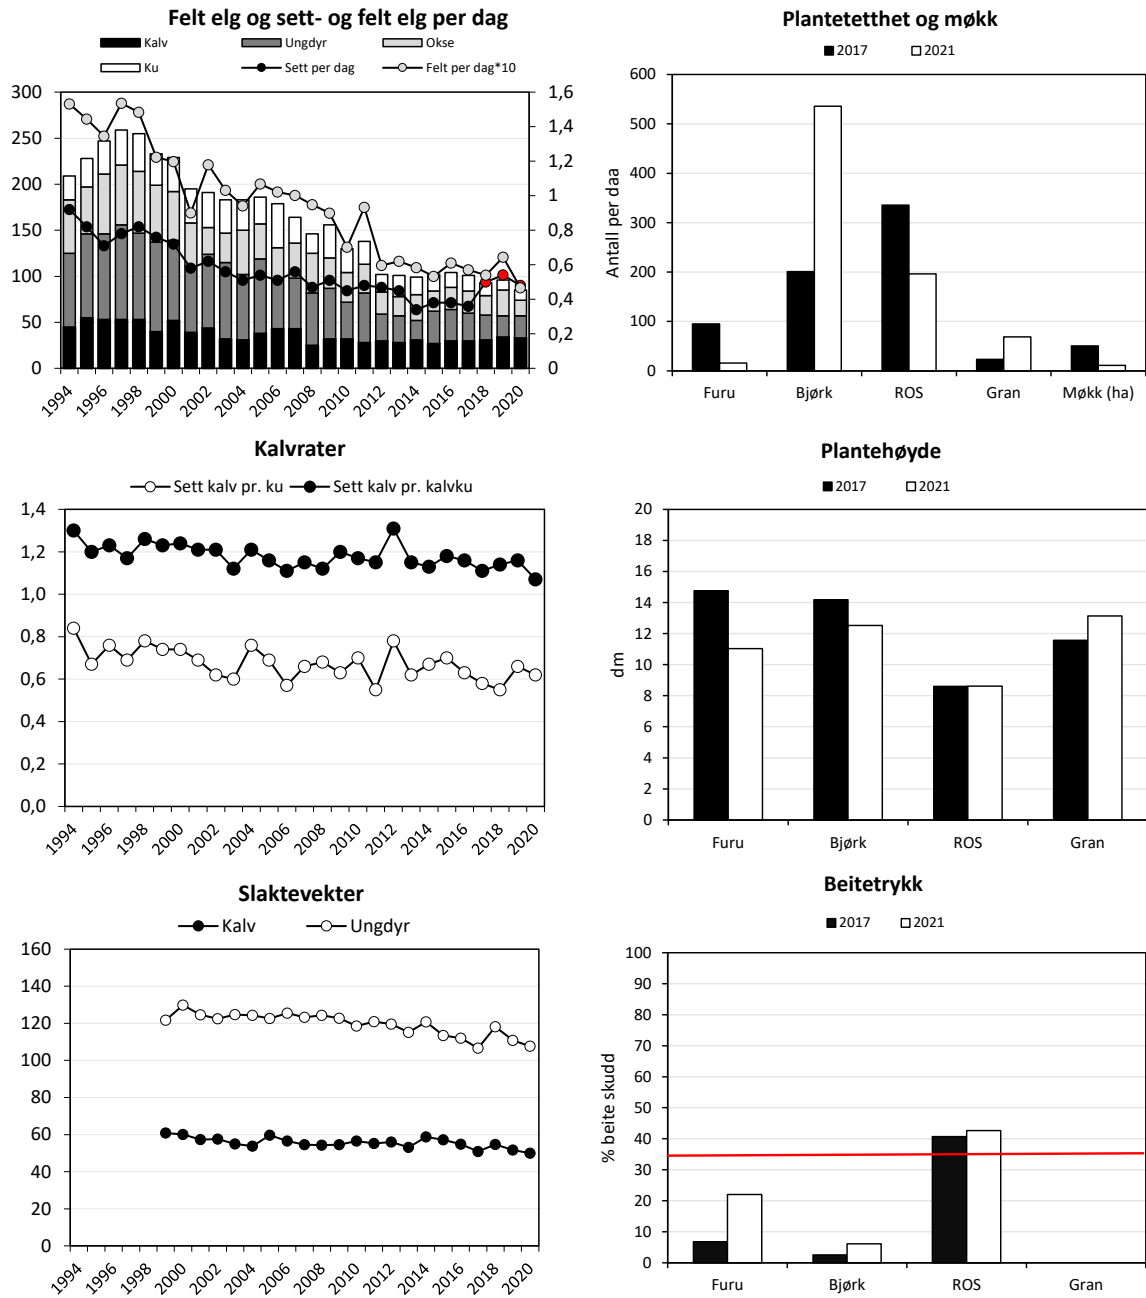 Felt elg og sett- og felt elg per dag
Kalv Ungdyr Okse
Ku Sett per dag Felt per dag*10
300 250 200 150 100 50 0
1,6 1,4 1,2 1 0,8 0,6 0,4 0,2 0
1994 1996 1998 2000 2002 2004 2006 2008 2010 2012 2014 2016 2018 2020
Plantetetthet og møkk
2017 2021
Antall per daa
600 500 400 300 200 100 0
Furu Bjørk ROS Gran Møkk (ha)
Kalvrater
Sett kalv pr. ku Sett kalv pr. kalvku
1,4 1,2 1,0 0,8 0,6 0,4 0,2 0,0
1994 1996 1998 2000 2002 2004 2006 2008 2010 2012 2014 2016 2018 2020
Plantehøyde
2017 2021
dm
20 18 16 14 12 10 8 6 4 2 0
Furu Bjørk ROS Gran
Slaktevekter
Kalv Ungdyr
160 140 120 100 80 60 40 20 0
1994 1996 1998 2000 2002 2004 2006 2008 2010 2012 2014 2016 2018 2020
Beitetrykk
2017 2021
% beite skudd
100 90 80 70 60 50 40 30 20 10 0
Furu Bjørk ROS Gran